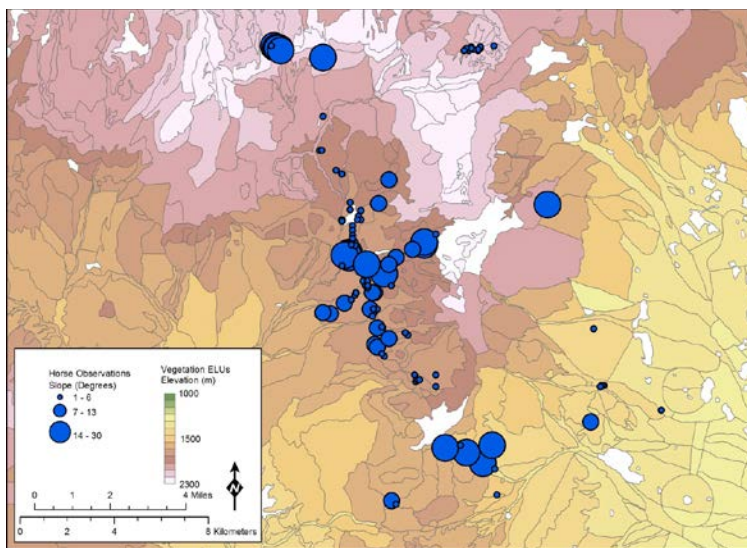 Horse Observations
Slope (Degrees)
1 - 6
7 - 13
14 - 30
Vegetation ELUs
Elevation (m)
1000
1500
2300
N
0 1 2 4 Miles
0 2 4 8 Kilometers